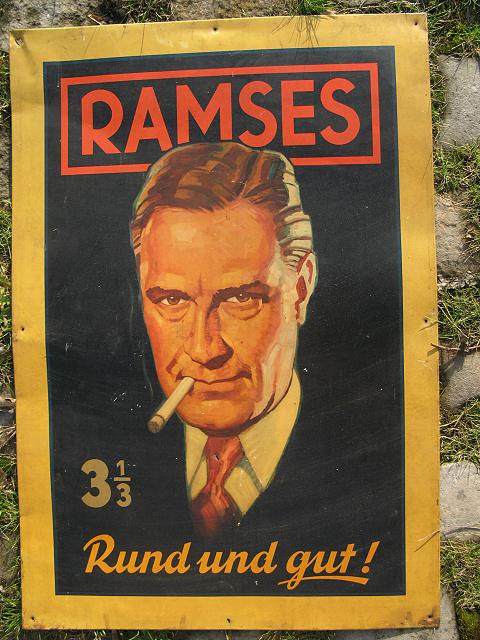 RAMSES
3 1/3
Rund und gut!